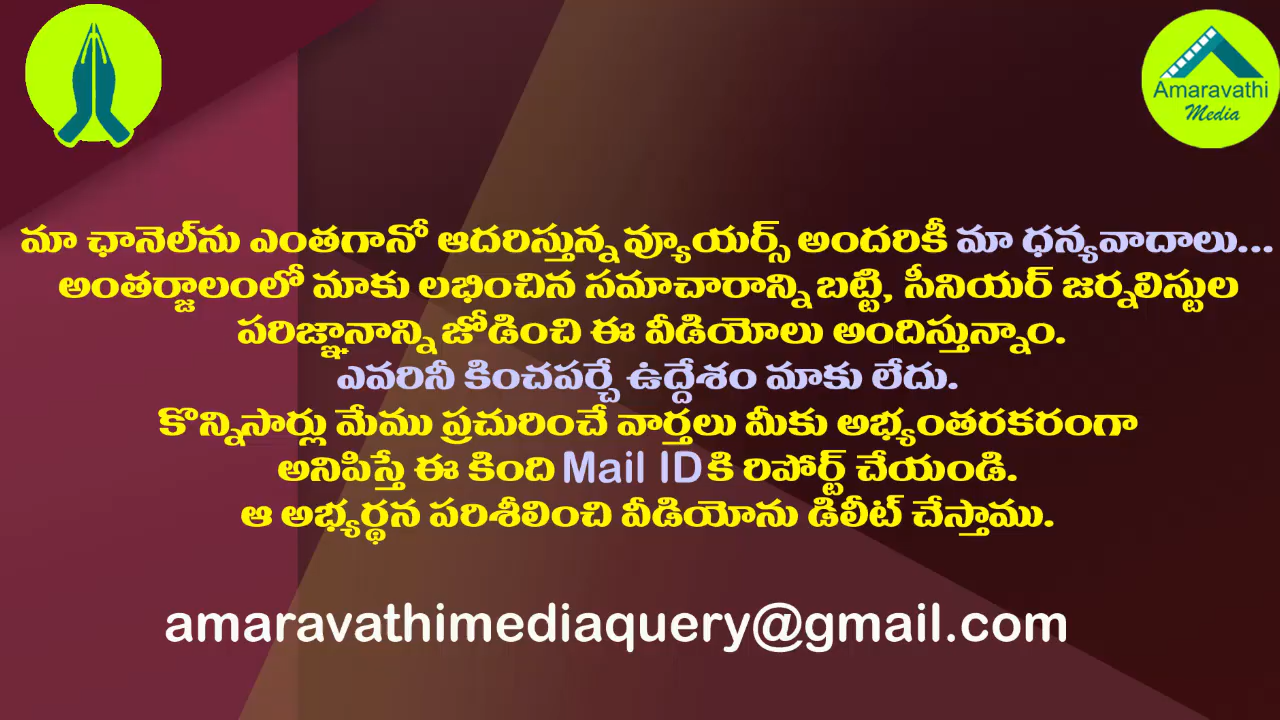 Amaravathi
Media
మా ఛానెల్‌ను ఎంతగానో ఆదరిస్తున్న వ్యూయర్స్ అందరికీ మా ధన్యవాదాలు...
అంతర్జాలంలో మాకు లభించిన సమాచారాన్ని బట్టి, సీనియర్ జర్నలిస్టుల
పరిజ్ఞానాన్ని జోడించి ఈ వీడియోలు అందిస్తున్నాం.
ఎవరినీ కించపర్చే ఉద్దేశం మాకు లేదు.
కొన్నిసార్లు మేము ప్రచురించే వార్తలు మీకు అభ్యంతరకరంగా
అనిపిస్తే ఈ కింది Mail IDకి రిపోర్ట్ చేయండి.
ఆ అభ్యర్థన పరిశీలించి వీడియోను డిలీట్ చేస్తాము.
amaravathimediaquery@gmail.com